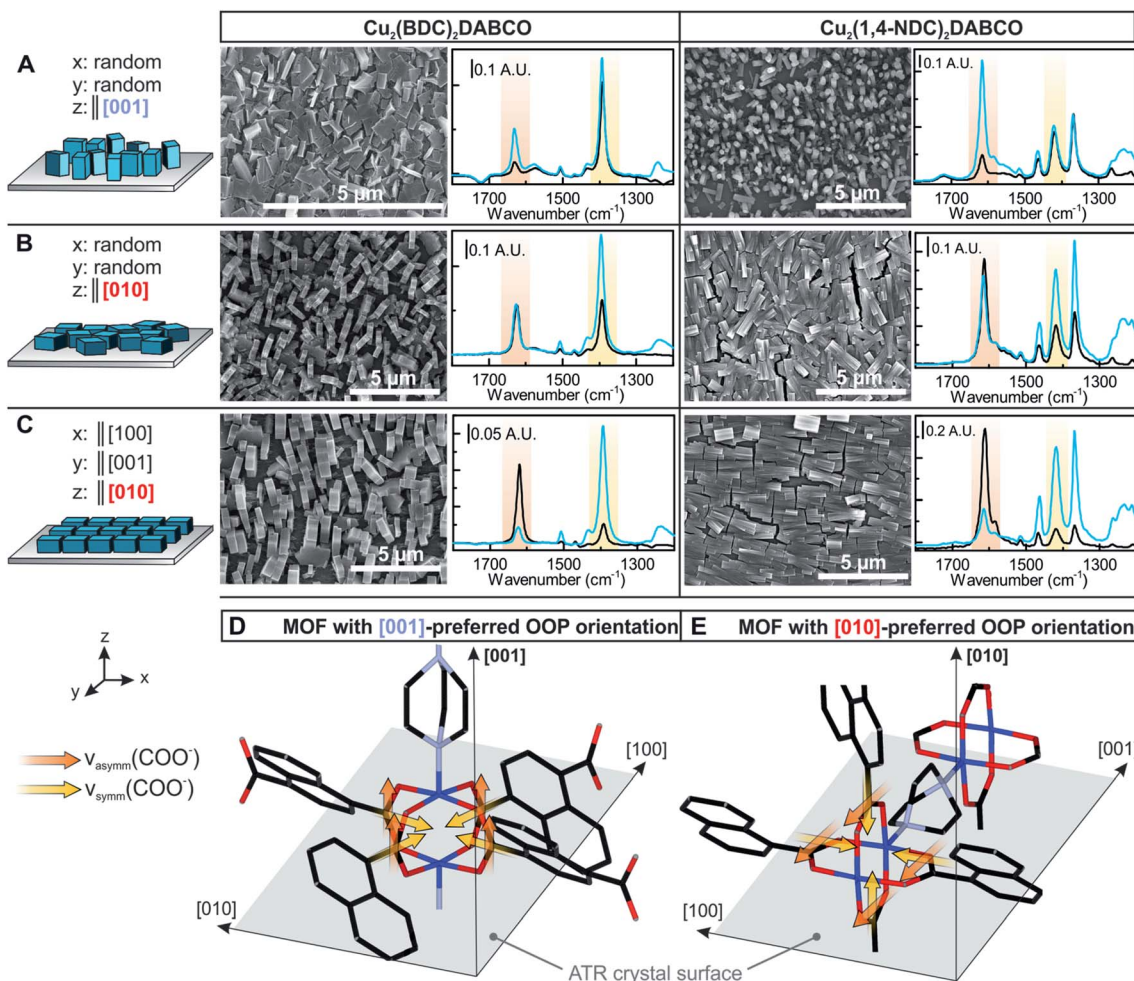 Cu₂(BDC)₂DABCO
Cu₂(1,4-NDC)₂DABCO
A
x: random
y: random
z: ||[001]
5 µm
0.1 A.U.
1700 1500 1300
Wavenumber (cm⁻¹)
5 µm
0.1 A.U.
1700 1500 1300
Wavenumber (cm⁻¹)
B
x: random
y: random
z: ||[010]
5 µm
0.1 A.U.
1700 1500 1300
Wavenumber (cm⁻¹)
5 µm
0.1 A.U.
1700 1500 1300
Wavenumber (cm⁻¹)
C
x: ||[100]
y: ||[001]
z: ||[010]
5 µm
0.05 A.U.
1700 1500 1300
Wavenumber (cm⁻¹)
5 µm
0.2 A.U.
1700 1500 1300
Wavenumber (cm⁻¹)
z
y
x
νasymm(COO⁻)
νsymm(COO⁻)
D MOF with [001]-preferred OOP orientation
[001]
[100]
[010]
E MOF with [010]-preferred OOP orientation
[010]
[001]
[100]
ATR crystal surface